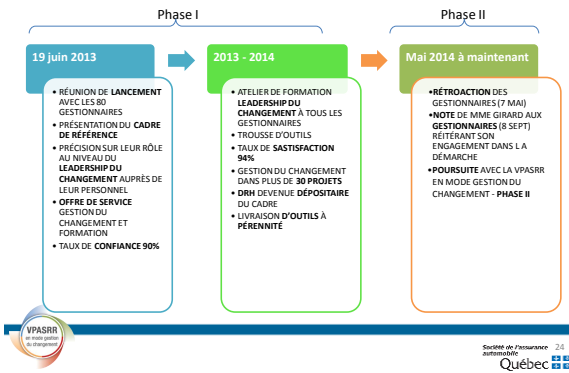 Phase I
Phase II
19 juin 2013
• RÉUNION DE LANCEMENT
AVEC LES 80
GESTIONNAIRES
• PRÉSENTATION DU CADRE
DE RÉFÉRENCE
• PRÉCISION SUR LEUR RÔLE
AU NIVEAU DU
LEADERSHIP DU
CHANGEMENT AUPRÈS DE
LEUR PERSONNEL
• OFFRE DE SERVICE
GESTION DU
CHANGEMENT ET
FORMATION
• TAUX DE CONFIANCE 90%
2013 - 2014
• ATELIER DE FORMATION
LEADERSHIP DU
CHANGEMENT À TOUS LES
GESTIONNAIRES
• TROUSSE D'OUTILS
• TAUX DE SASTISFACTION
94%
• GESTION DU CHANGEMENT
DANS PLUS DE 30 PROJETS
• DRH DEVENUE DÉPOSITAIRE
DU CADRE
• LIVRAISON D'OUTILS À
PÉRENNITÉ
Mai 2014 à maintenant
•RÉTROACTION DES
GESTIONNAIRES (7 MAI)
•NOTE DE MME GIRARD AUX
GESTIONNAIRES (8 SEPT)
RÉITÉRANT SON
ENGAGEMENT DANS L A
DÉMARCHE
•POURSUITE AVEC LA VPASRR
EN MODE GESTION DU
CHANGEMENT - PHASE II
VPASRR
en mode gestion
du changement
Société de l'assurance
automobile
Québec
24